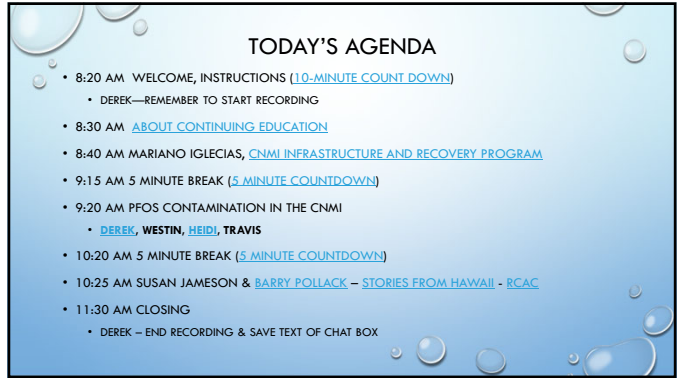 TODAY'S AGENDA
• 8:20 AM WELCOME, INSTRUCTIONS (10-MINUTE COUNT DOWN)
• DEREK—REMEMBER TO START RECORDING
• 8:30 AM ABOUT CONTINUING EDUCATION
• 8:40 AM MARIANO IGLECIAS, CNMI INFRASTRUCTURE AND RECOVERY PROGRAM
• 9:15 AM 5 MINUTE BREAK (5 MINUTE COUNTDOWN)
• 9:20 AM PFOS CONTAMINATION IN THE CNMI
• DEREK, WESTIN, HEIDI, TRAVIS
• 10:20 AM 5 MINUTE BREAK (5 MINUTE COUNTDOWN)
• 10:25 AM SUSAN JAMESON & BARRY POLLACK – STORIES FROM HAWAII - RCAC
• 11:30 AM CLOSING
• DEREK – END RECORDING & SAVE TEXT OF CHAT BOX